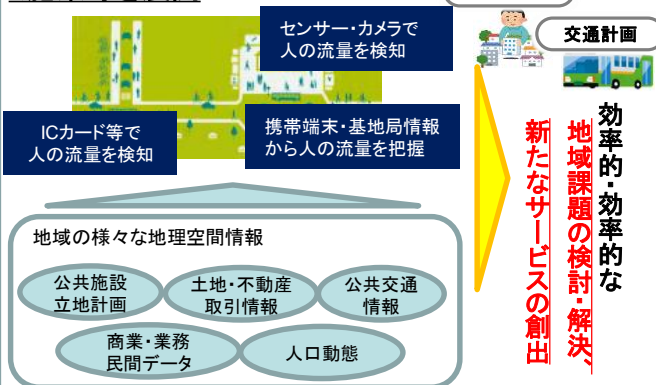 センサー・カメラで
人の流量を検知
交通計画
ICカード等で
人の流量を検知
携帯端末・基地局情報
から人の流量を把握
効率的・効率的な
地域課題の検討・解決、
新たなサービスの創出
地域の様々な地理空間情報
公共施設
立地計画
土地・不動産
取引情報
公共交通
情報
商業・業務
民間データ
人口動態